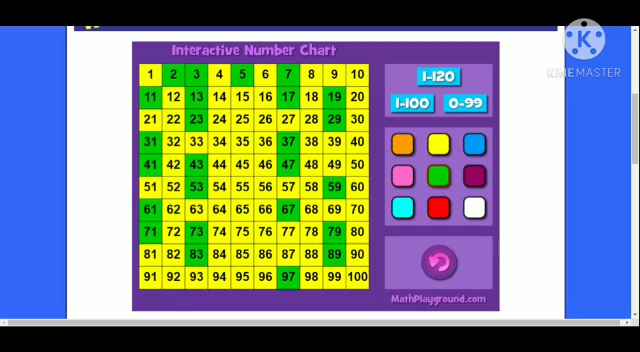 Interactive Number Chart
1 2 3 4 5 6 7 8 9 10
11 12 13 14 15 16 17 18 19 20
21 22 23 24 25 26 27 28 29 30
31 32 33 34 35 36 37 38 39 40
41 42 43 44 45 46 47 48 49 50
51 52 53 54 55 56 57 58 59 60
61 62 63 64 65 66 67 68 69 70
71 72 73 74 75 76 77 78 79 80
81 82 83 84 85 86 87 88 89 90
91 92 93 94 95 96 97 98 99 100
1-120
1-100 0-99
MathPlayground.com
K
KINEMASTER